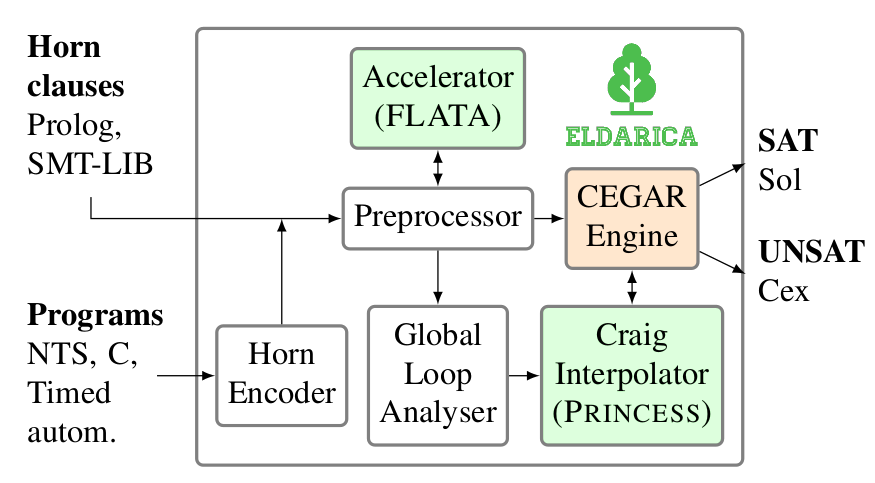 Horn
clauses
Prolog,
SMT-LIB
Accelerator
(FLATA)
ELDARICA
Preprocessor
CEGAR
Engine
SAT
Sol
UNSAT
Cex
Programs
NTS, C,
Timed
autom.
Horn
Encoder
Global
Loop
Analyser
Craig
Interpolator
(PRINCESS)